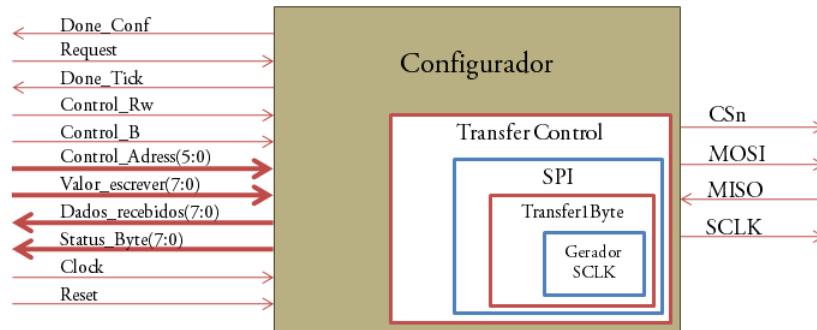 Done_Conf
Request
Done_Tick
Control_Rw
Control_B
Control_Adress(5:0)
Valor_escrever(7:0)
Dados_recebidos(7:0)
Status_Byte(7:0)
Clock
Reset
Configurador
Transfer Control
SPI
Transfer1Byte
Gerador
SCLK
CSn
MOSI
MISO
SCLK